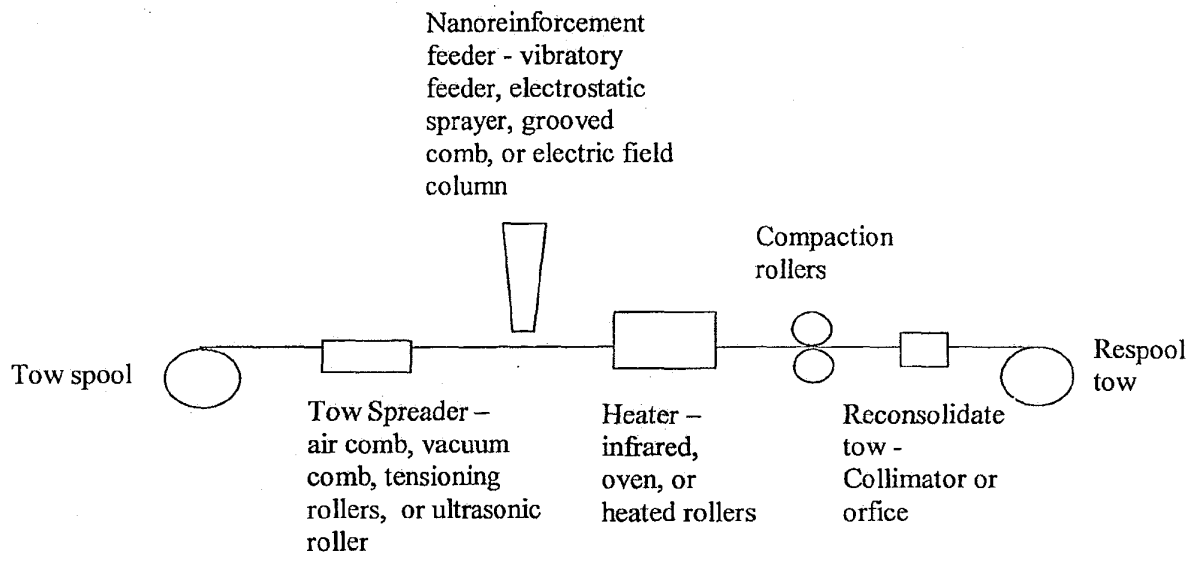 Nanoreinforcement
feeder - vibratory
feeder, electrostatic
sprayer, grooved
comb, or electric field
column
Compaction
rollers
Tow spool
Respool
tow
Tow Spreader –
air comb, vacuum
comb, tensioning
rollers, or ultrasonic
roller
Heater –
infrared,
oven, or
heated rollers
Reconsolidate
tow -
Collimator or
orfice